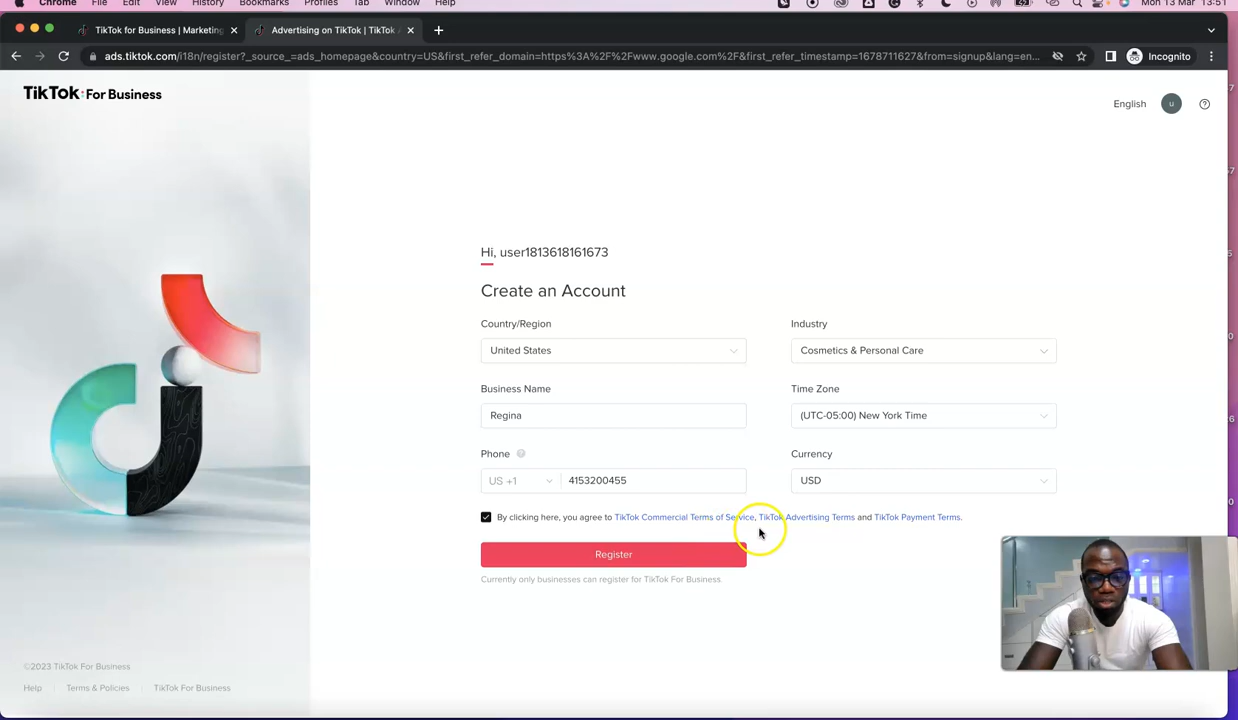 Chrome File Edit View History Bookmarks Profiles Tab Window Help Mon 13 Mar 13:51
TikTok for Business | Marketing Advertising on TikTok | TikTok A
ads.tiktok.com/i18n/register?_source_=ads_homepage&country=US&first_refer_domain=https%3A%2F%2Fwww.google.com%2F&first_refer_timestamp=1678711627&from=signup&lang=en... Incognito
TikTok: For Business
English u
Hi, user1813618161673
Create an Account
Country/Region Industry
United States Cosmetics & Personal Care
Business Name Time Zone
Regina (UTC-05:00) New York Time
Phone Currency
US +1 4153200455 USD
By clicking here, you agree to TikTok Commercial Terms of Service, TikTok Advertising Terms and TikTok Payment Terms.
Register
Currently only businesses can register for TikTok For Business.
©2023 TikTok For Business
Help Terms & Policies TikTok For Business